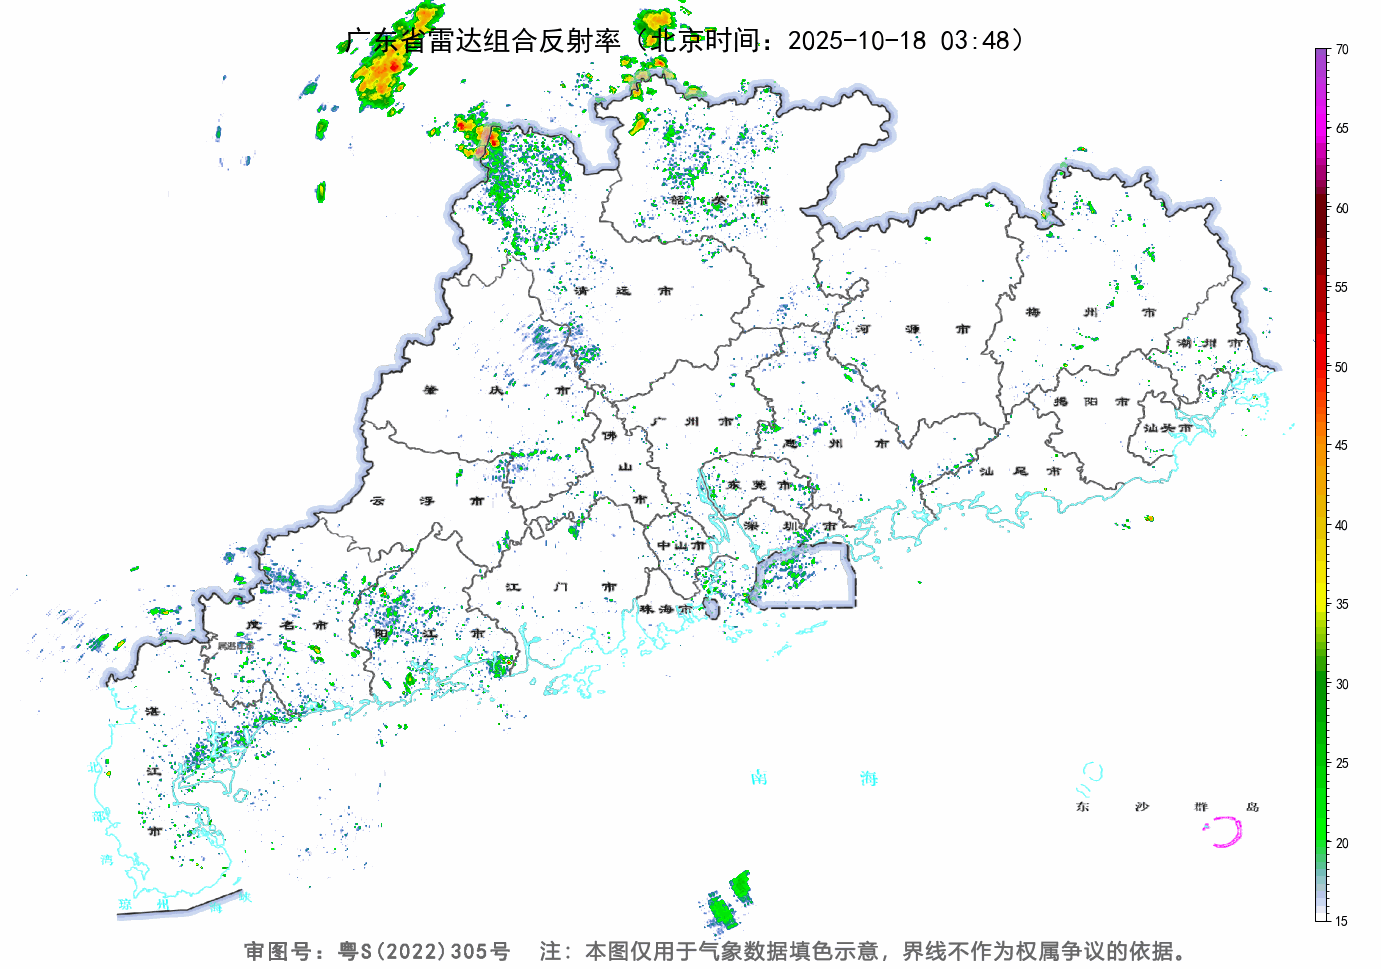 广东省雷达组合反射率（北京时间：2025-10-18 03:48）
70
65
60
55
50
45
40
35
30
25
20
15
韶 关 市
清 远 市
河 源 市
梅 州 市
潮 州 市
肇 庆 市
广 州 市
佛 山 市
惠 州 市
揭 阳 市
汕头市
汕 尾 市
云 浮 市
东 莞 市
深 圳 市
中山市
江 门 市
珠海市
茂 名 市
阳 江 市
湛 江 市
北 部 湾
琼 州 海 峡
南 海
东 沙 群 岛
审图号：粤S(2022)305号 注：本图仅用于气象数据填色示意，界线不作为权属争议的依据。